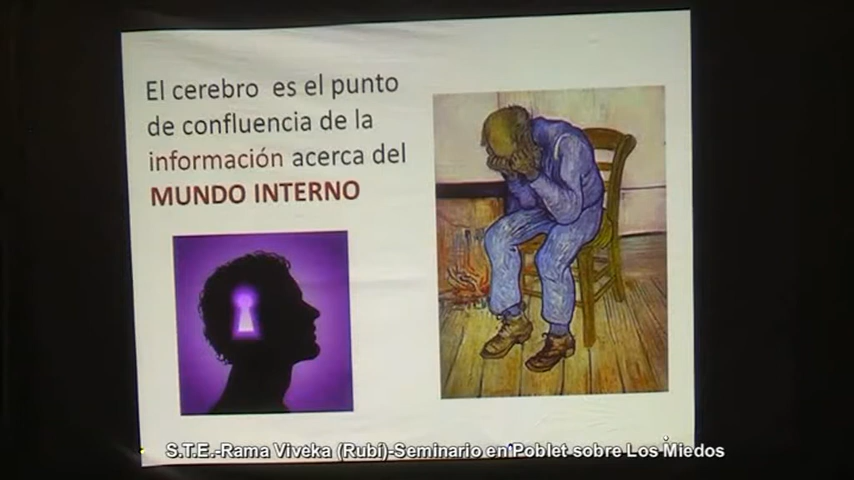 El cerebro es el punto
de confluencia de la
información acerca del
MUNDO INTERNO
S.T.E.-Rama Viveka (Rubí)-Seminario en Poblet sobre Los Miedos